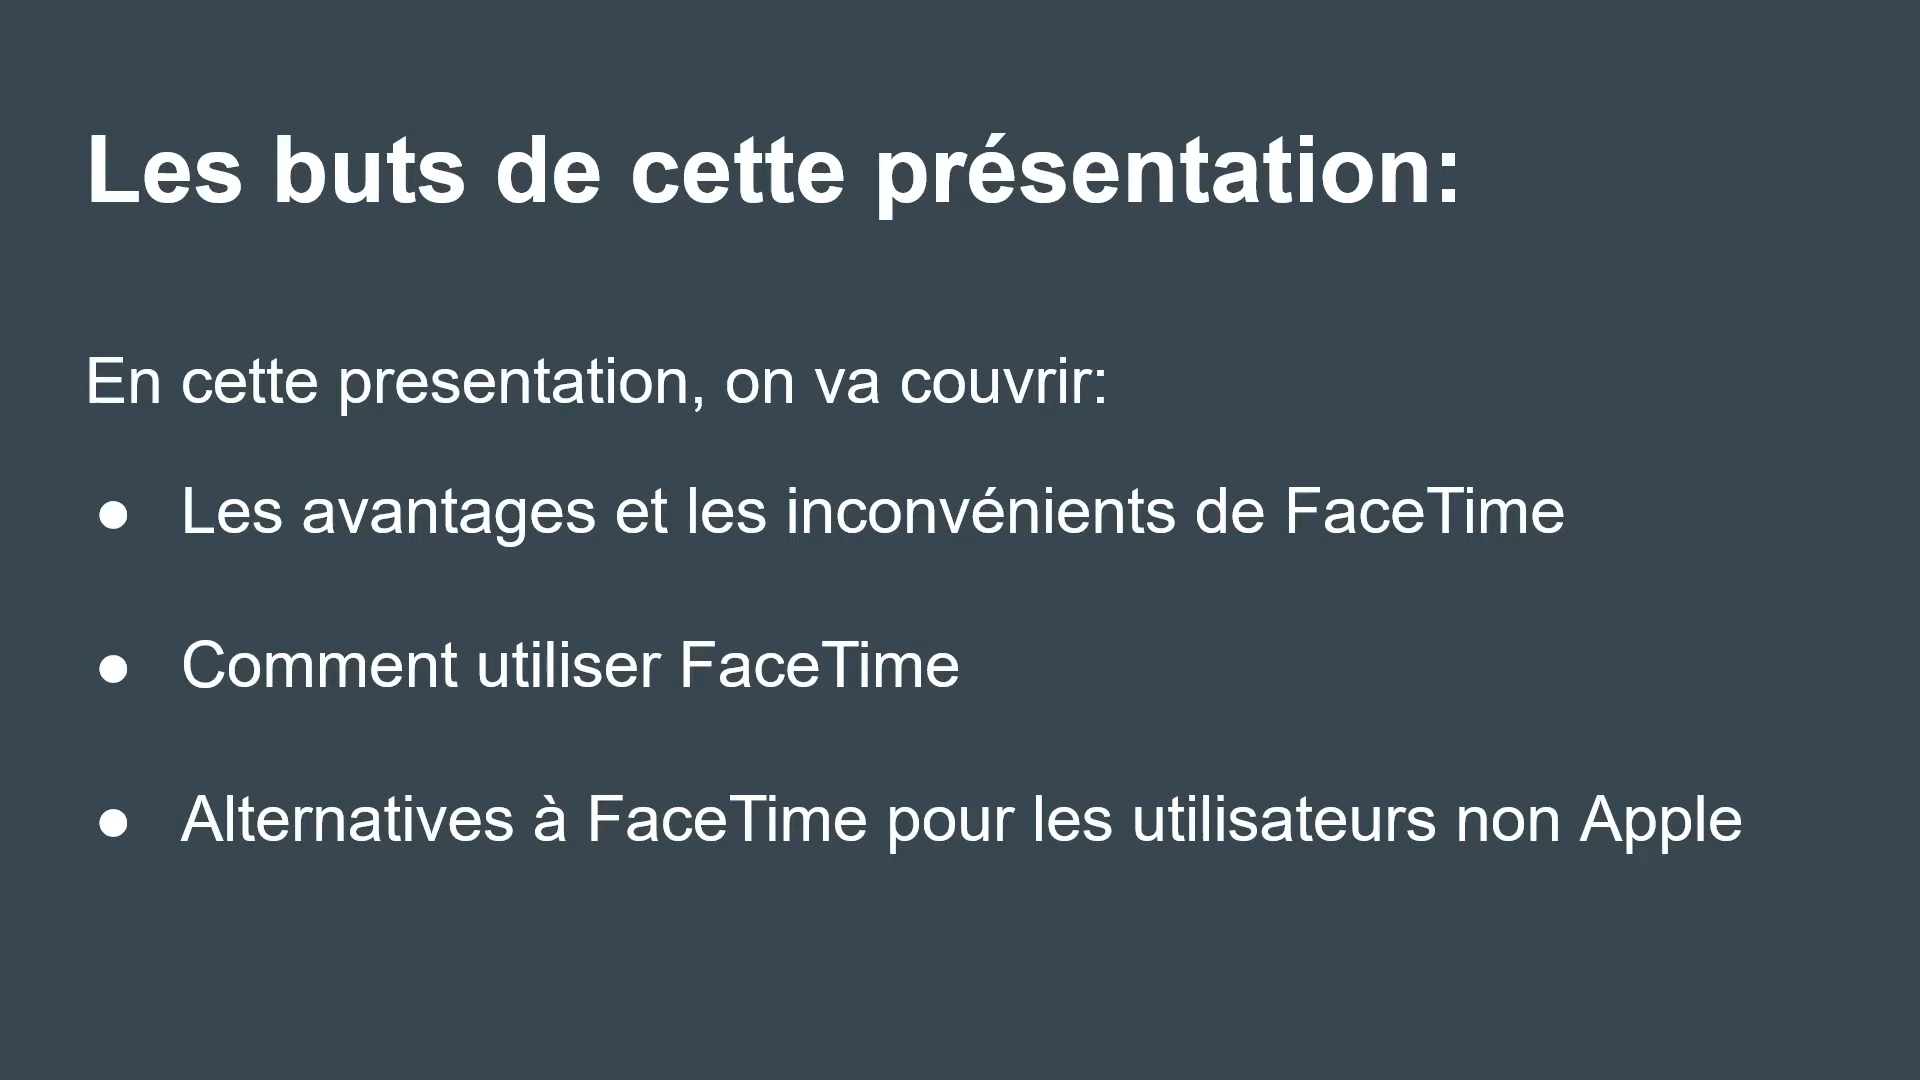 Les buts de cette présentation:
En cette presentation, on va couvrir:
● Les avantages et les inconvénients de FaceTime
● Comment utiliser FaceTime
● Alternatives à FaceTime pour les utilisateurs non Apple